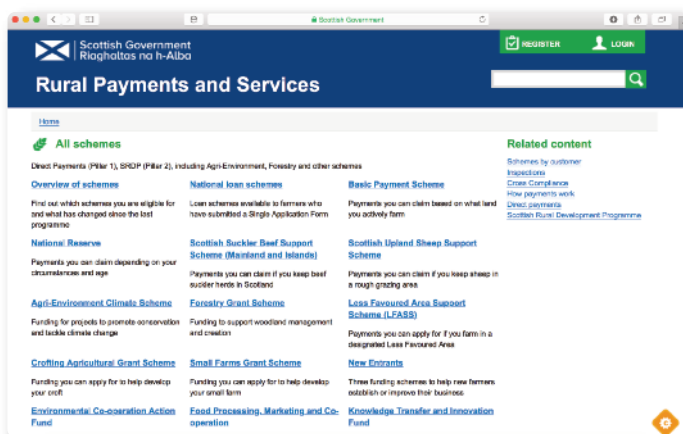 Scottish Government
Scottish Government
Riaghaltas na h-Alba
REGISTER
LOGIN
Rural Payments and Services
Home
All schemes
Direct Payments (Pillar 1), SRDP (Pillar 2), including Agri-Environment, Forestry and other schemes
Overview of schemes
Find out which schemes you are eligible for
and what has changed since the last
programme
National loan schemes
Loan schemes available to farmers who
have submitted a Single Application Form
Basic Payment Scheme
Payments you can claim based on what land
you actively farm
National Reserve
Payments you can claim depending on your
circumstances and age
Scottish Suckler Beef Support
Scheme (Mainland and Islands)
Payments you can claim if you keep beef
suckler herds in Scotland
Scottish Upland Sheep Support
Scheme
Payments you can claim if you keep sheep in
a rough grazing area
Agri-Environment Climate Scheme
Funding for projects to promote conservation
and tackle climate change
Forestry Grant Scheme
Funding to support woodland management
and creation
Less Favoured Area Support
Scheme (LFASS)
Payments you can apply for if you farm in a
designated Less Favoured Area
Crofting Agricultural Grant Scheme
Funding you can apply for to help develop
your croft
Small Farms Grant Scheme
Funding you can apply for to help develop
your small farm
New Entrants
Three funding schemes to help new farmers
establish or improve their business
Environmental Co-operation Action
Fund
Food Processing, Marketing and Co-
operation
Knowledge Transfer and Innovation
Fund
Related content
Schemes by customer
Inspections
Cross Compliance
How payments work
Direct payments
Scottish Rural Development Programme